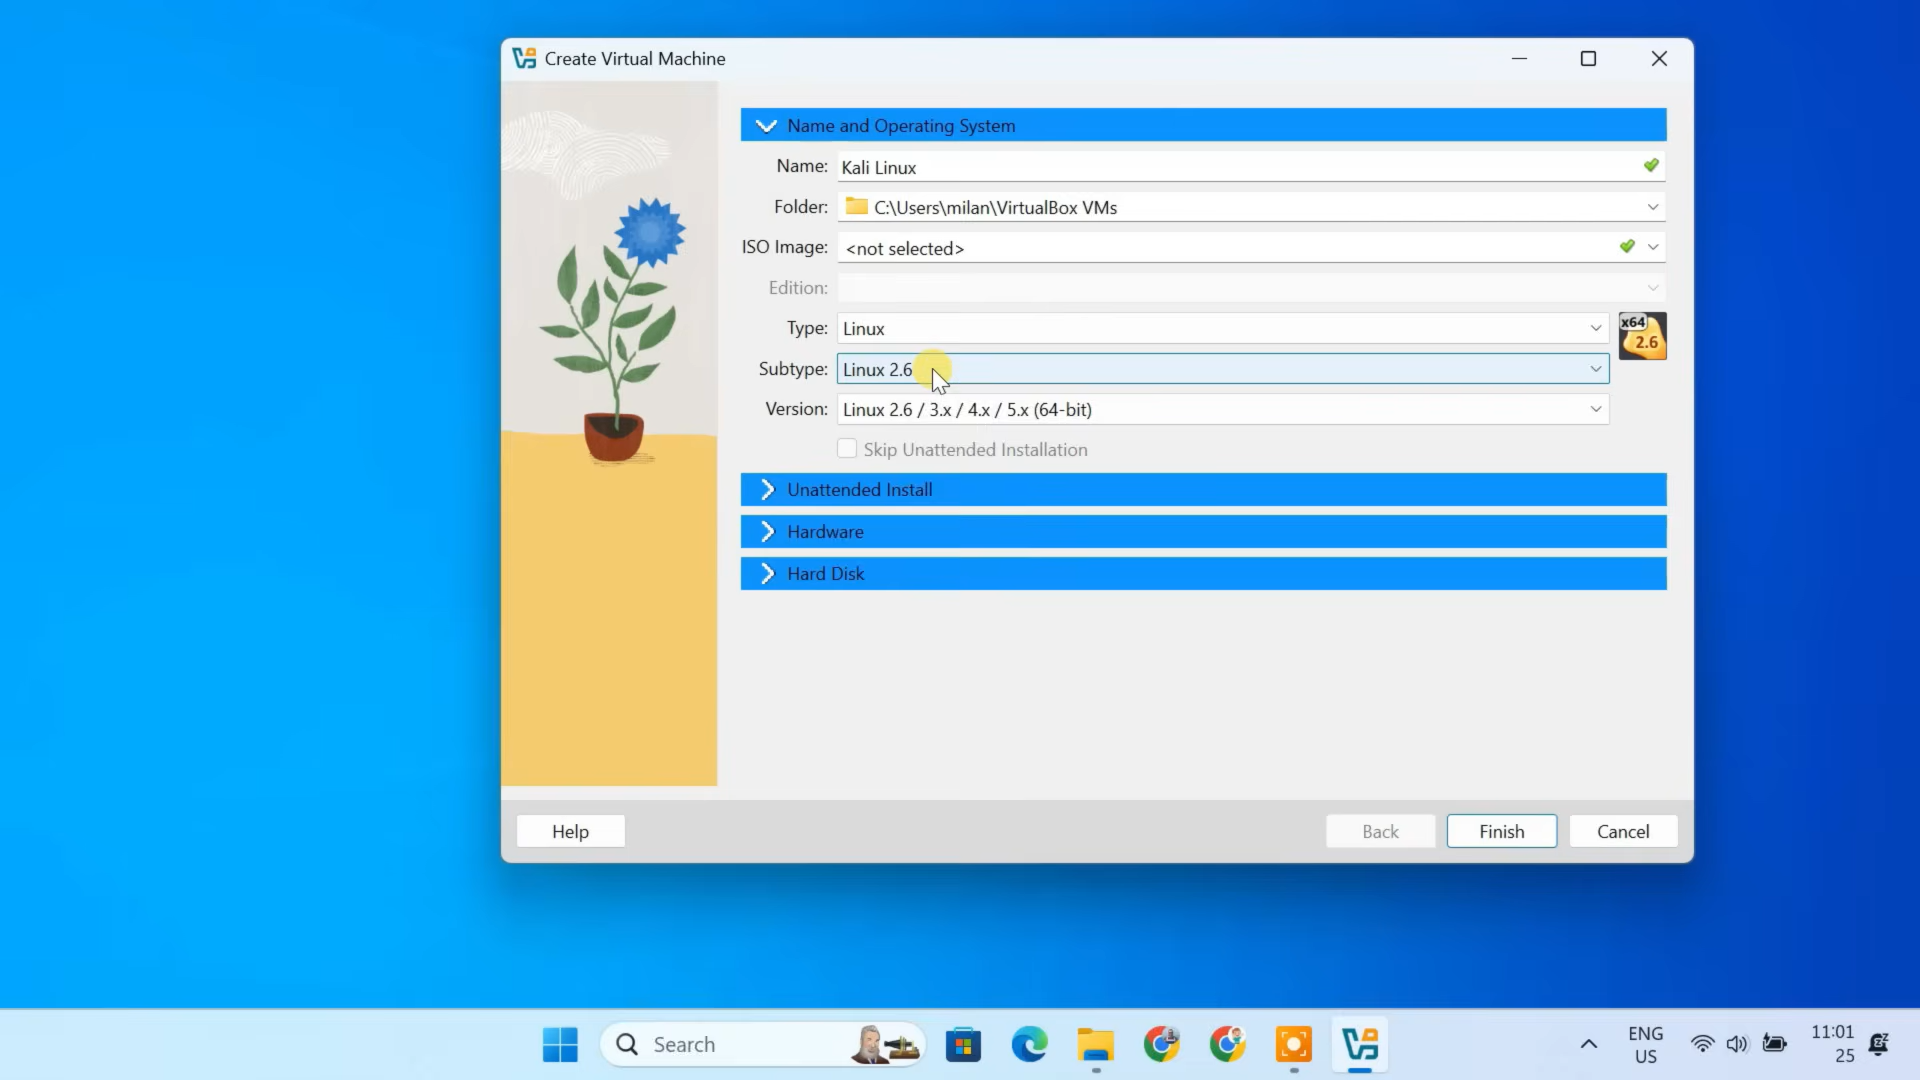 Create Virtual Machine
Name and Operating System
Name: Kali Linux
Folder: C:\Users\milan\VirtualBox VMs
ISO Image: <not selected>
Edition:
Type: Linux
x64
2.6
Subtype: Linux 2.6
Version: Linux 2.6 / 3.x / 4.x / 5.x (64-bit)
Skip Unattended Installation
Unattended Install
Hardware
Hard Disk
Help
Back
Finish
Cancel
Search
ENG
US
11:01
25